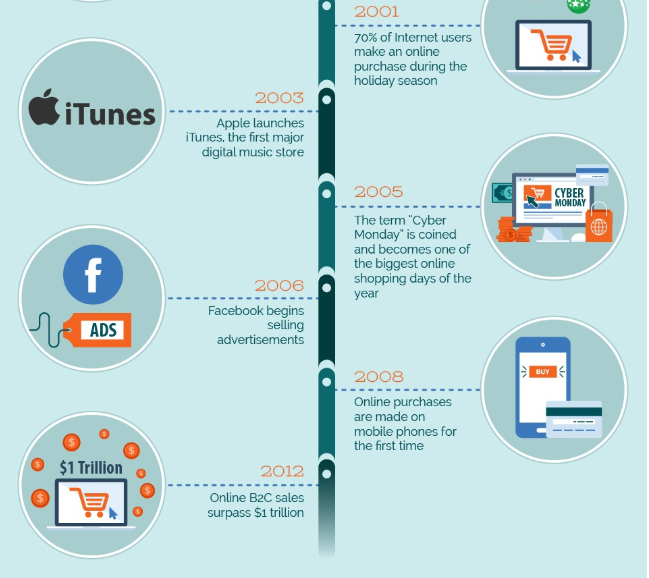 2001
70% of Internet users
make an online
purchase during the
holiday season
iTunes
2003
Apple launches
iTunes, the first major
digital music store
2005
The term "Cyber
Monday" is coined
and becomes one of
the biggest online
shopping days of the
year
CYBER
MONDAY
f
ADS
2006
Facebook begins
selling
advertisements
2008
Online purchases
are made on
mobile phones for
the first time
BUY
$1 Trillion
2012
Online B2C sales
surpass $1 trillion